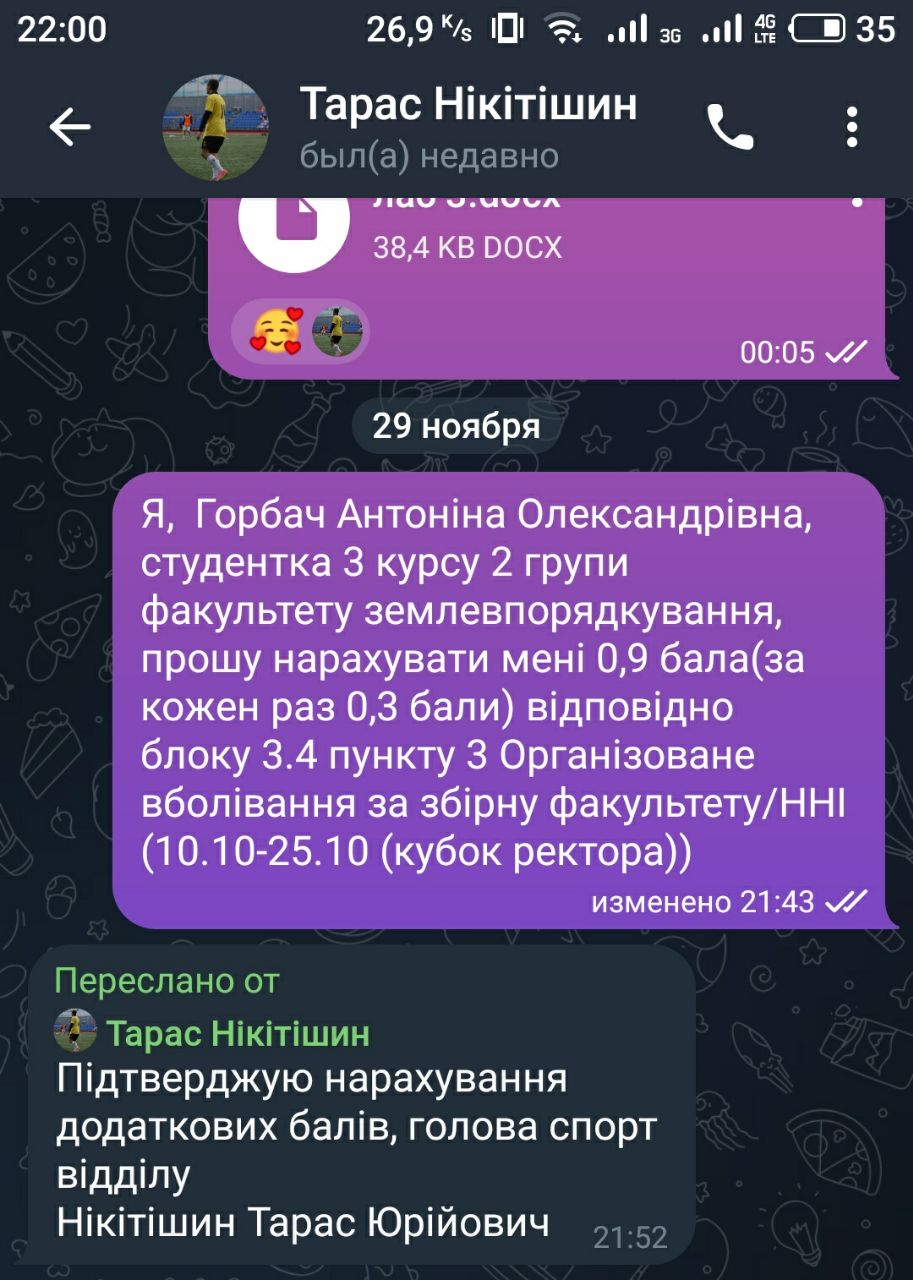 22:00 26,9 K/s 3G 4G LTE 35
Тарас Нікітішин
был(а) недавно
лаб 3.docx
38,4 KB DOCX
00:05
29 ноября
Я,  Горбач Антоніна Олександрівна,
студентка 3 курсу 2 групи
факультету землевпорядкування,
прошу нарахувати мені 0,9 бала(за
кожен раз 0,3 бали) відповідно
блоку 3.4 пункту 3 Організоване
вболівання за збірну факультету/ННІ
(10.10-25.10 (кубок ректора))
изменено 21:43
Переслано от
Тарас Нікітішин
Підтверджую нарахування
додаткових балів, голова спорт
відділу
Нікітішин Тарас Юрійович
21:52